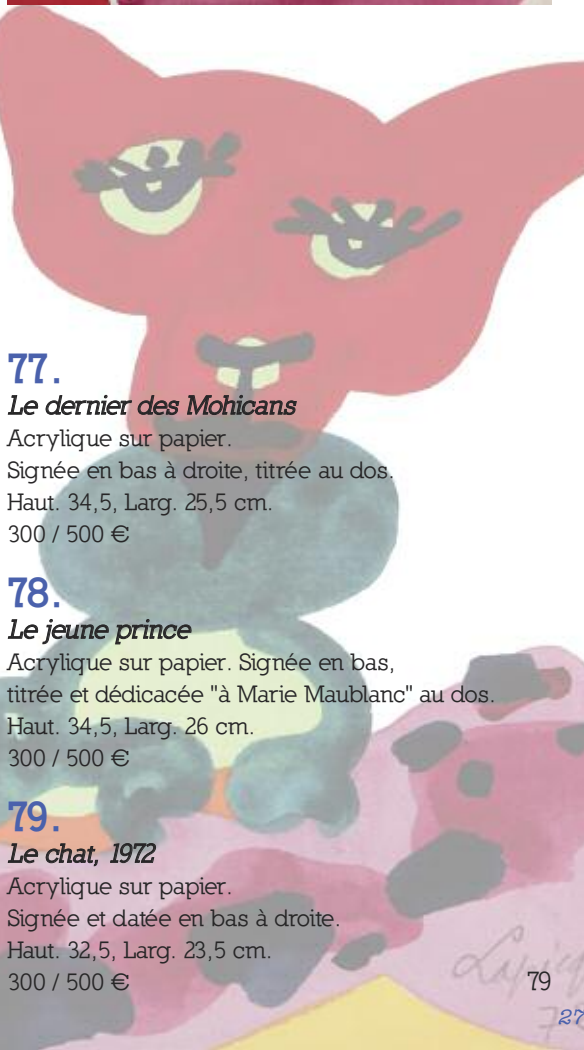 77.
Le dernier des Mohicans
Acrylique sur papier.
Signée en bas à droite, titrée au dos.
Haut. 34,5, Larg. 25,5 cm.
300 / 500 €
78.
Le jeune prince
Acrylique sur papier. Signée en bas,
titrée et dédicacée "à Marie Maublanc" au dos.
Haut. 34,5, Larg. 26 cm.
300 / 500 €
79.
Le chat, 1972
Acrylique sur papier.
Signée et datée en bas à droite.
Haut. 32,5, Larg. 23,5 cm.
300 / 500 €
79
27